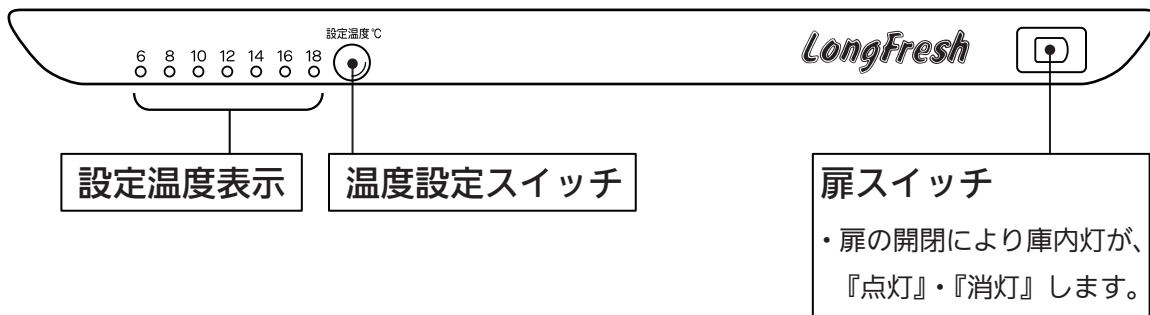 設定温度℃
6 8 10 12 14 16 18
LongFresh
設定温度表示
温度設定スイッチ
扉スイッチ
・扉の開閉により庫内灯が、
『点灯』・『消灯』します。